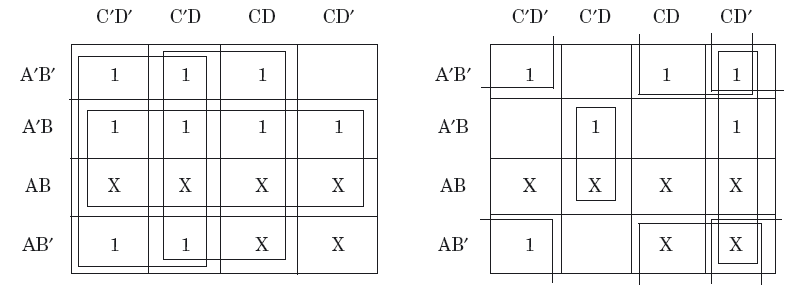 C′D′ C′D CD CD′ C′D′ C′D CD CD′
A′B′ 1 1 1 A′B′ 1 1 1
A′B 1 1 1 1 A′B 1 1
AB X X X X AB X X X X
AB′ 1 1 X X AB′ 1 X X